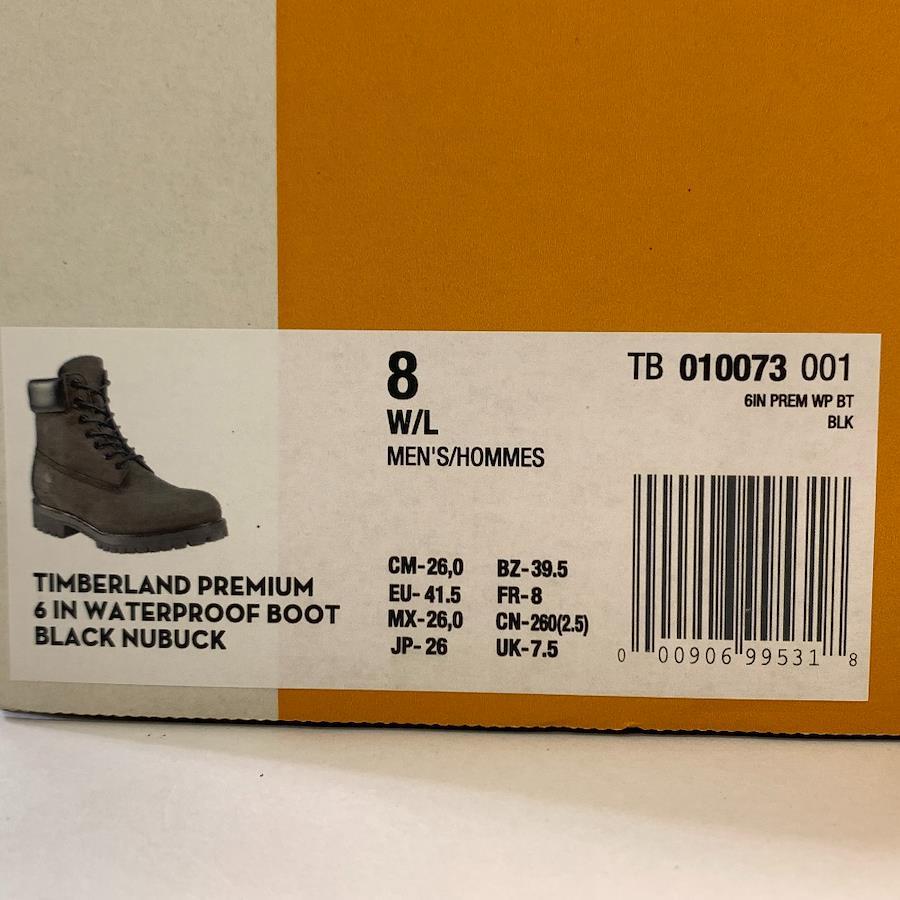 8
W/L
MEN'S/HOMMES
TB 010073 001
6IN PREM WP BT
BLK
TIMBERLAND PREMIUM
6 IN WATERPROOF BOOT
BLACK NUBUCK
CM-26,0 BZ-39.5
EU-41.5 FR-8
MX-26,0 CN-260(2.5)
JP-26 UK-7.5
0 00906 99531 8